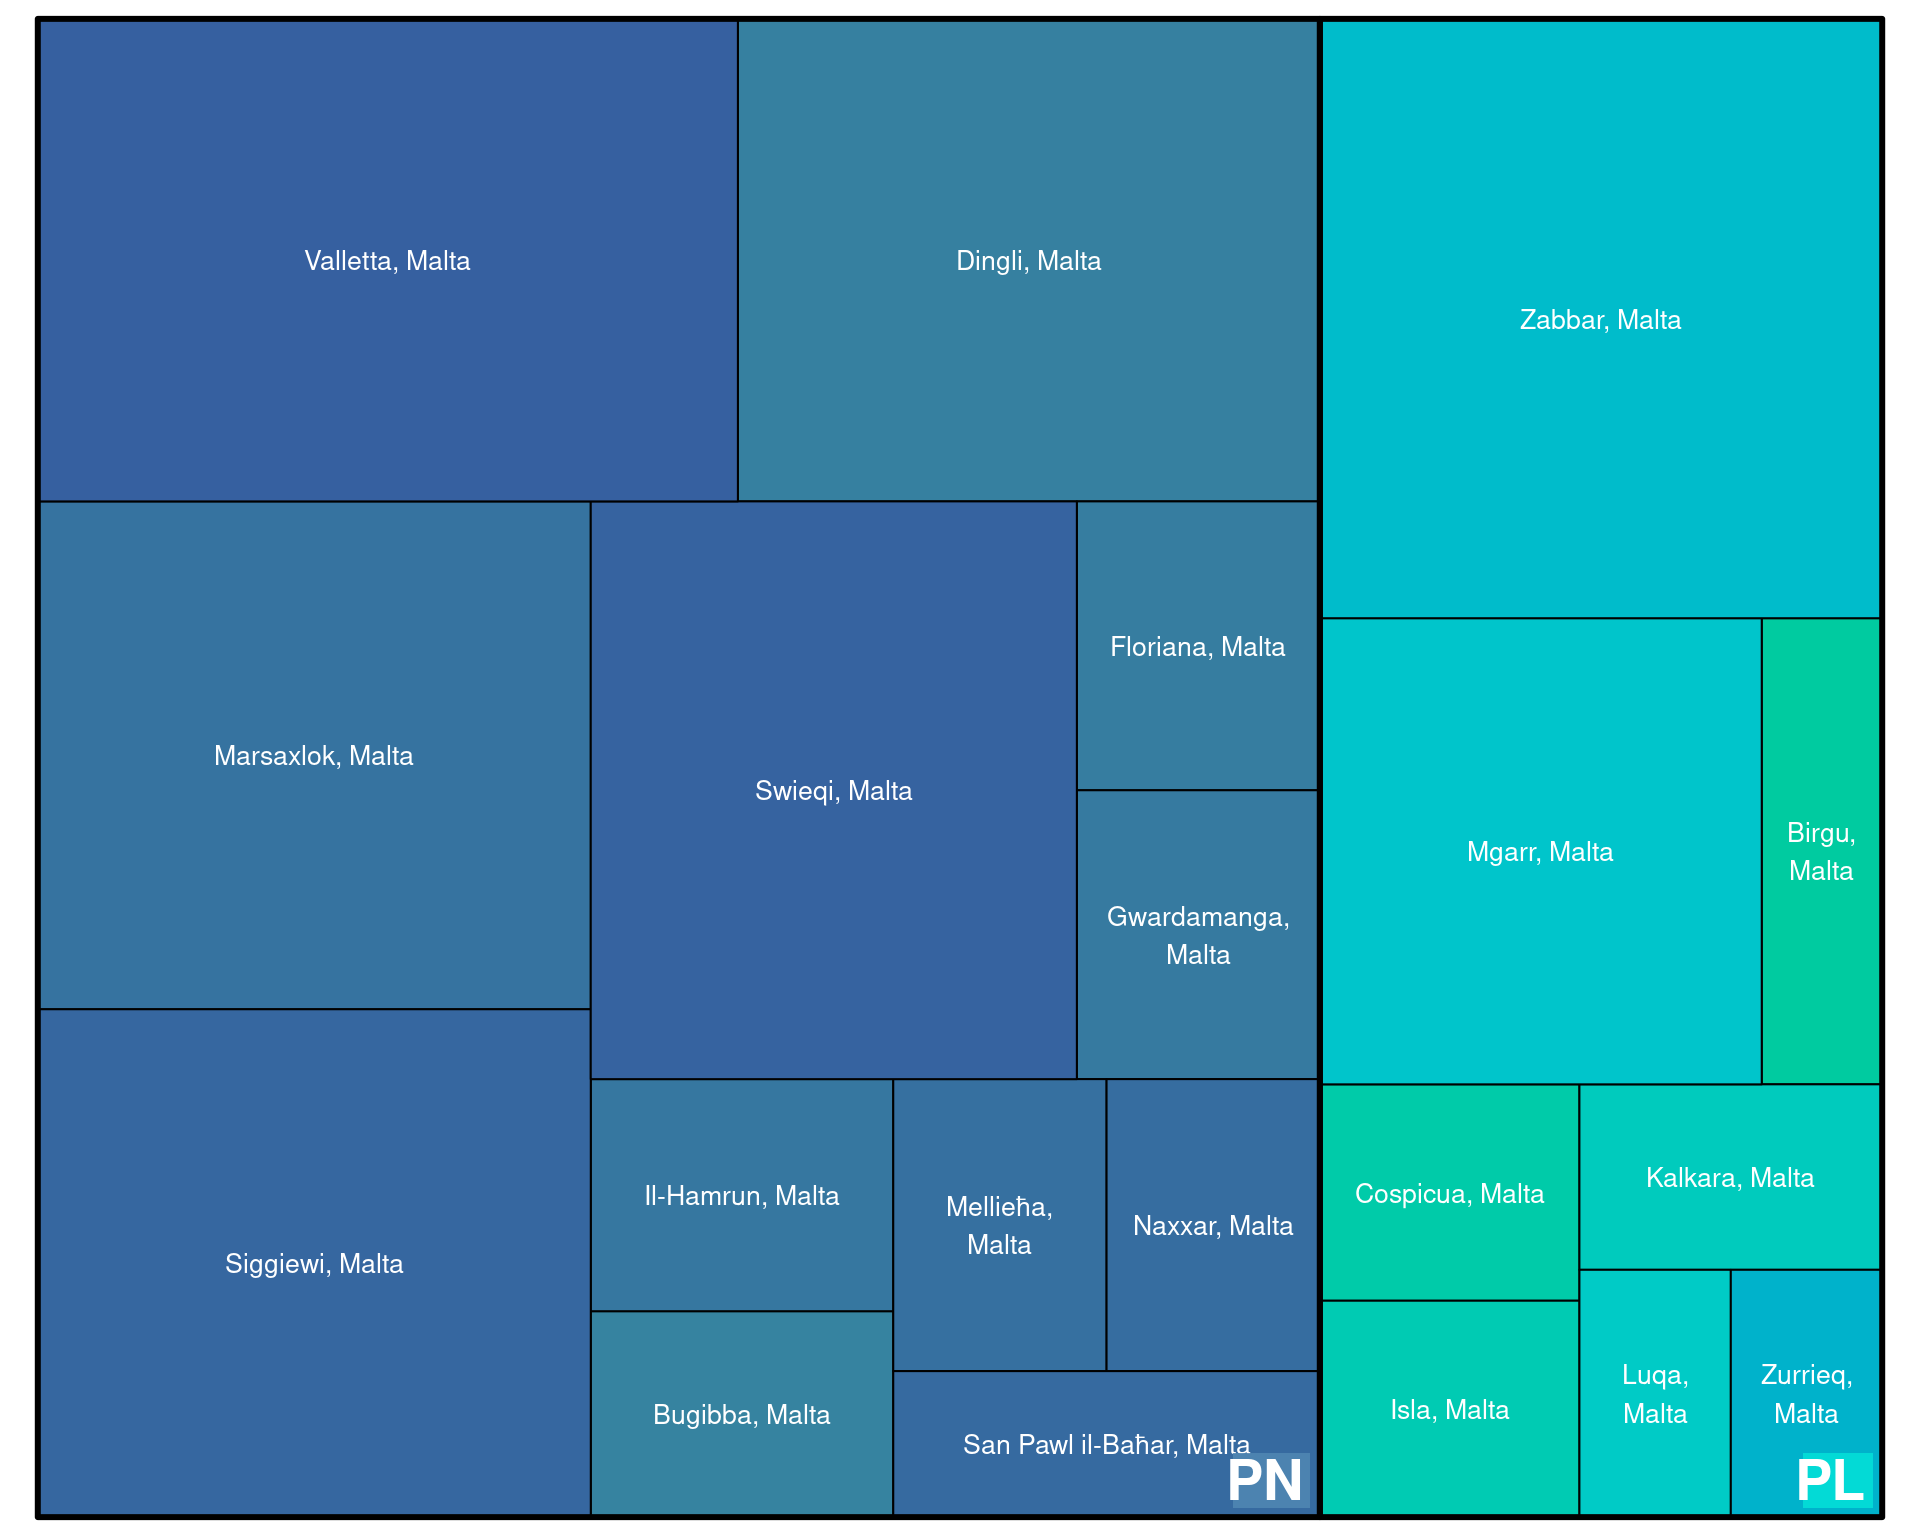 Valletta, Malta
Dingli, Malta
Zabbar, Malta
Marsaxlok, Malta
Swieqi, Malta
Floriana, Malta
Gwardamanga,
Malta
Mgarr, Malta
Birgu,
Malta
Siggiewi, Malta
Il-Hamrun, Malta
Mellieħa,
Malta
Naxxar, Malta
Bugibba, Malta
San Pawl il-Baħar, Malta
PN
Cospicua, Malta
Kalkara, Malta
Isla, Malta
Luqa,
Malta
Zurrieq,
Malta
PL